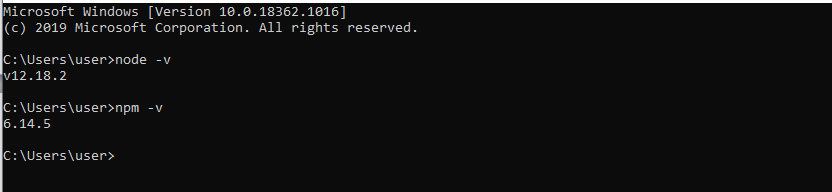 Microsoft Windows [Version 10.0.18362.1016]
(c) 2019 Microsoft Corporation. All rights reserved.
C:\Users\user>node -v
v12.18.2
C:\Users\user>npm -v
6.14.5
C:\Users\user>